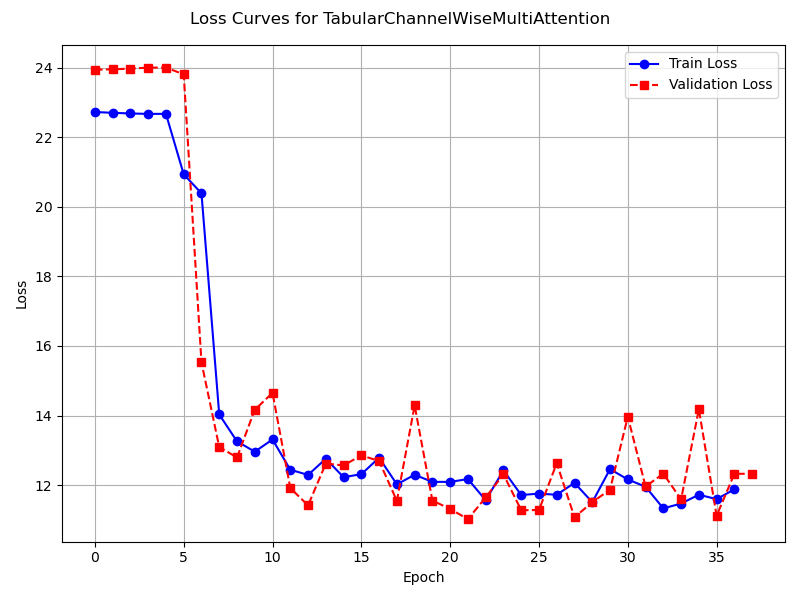 Loss Curves for TabularChannelWiseMultiAttention
Train Loss
Validation Loss
24
22
20
18
16
14
12
Loss
0 5 10 15 20 25 30 35
Epoch